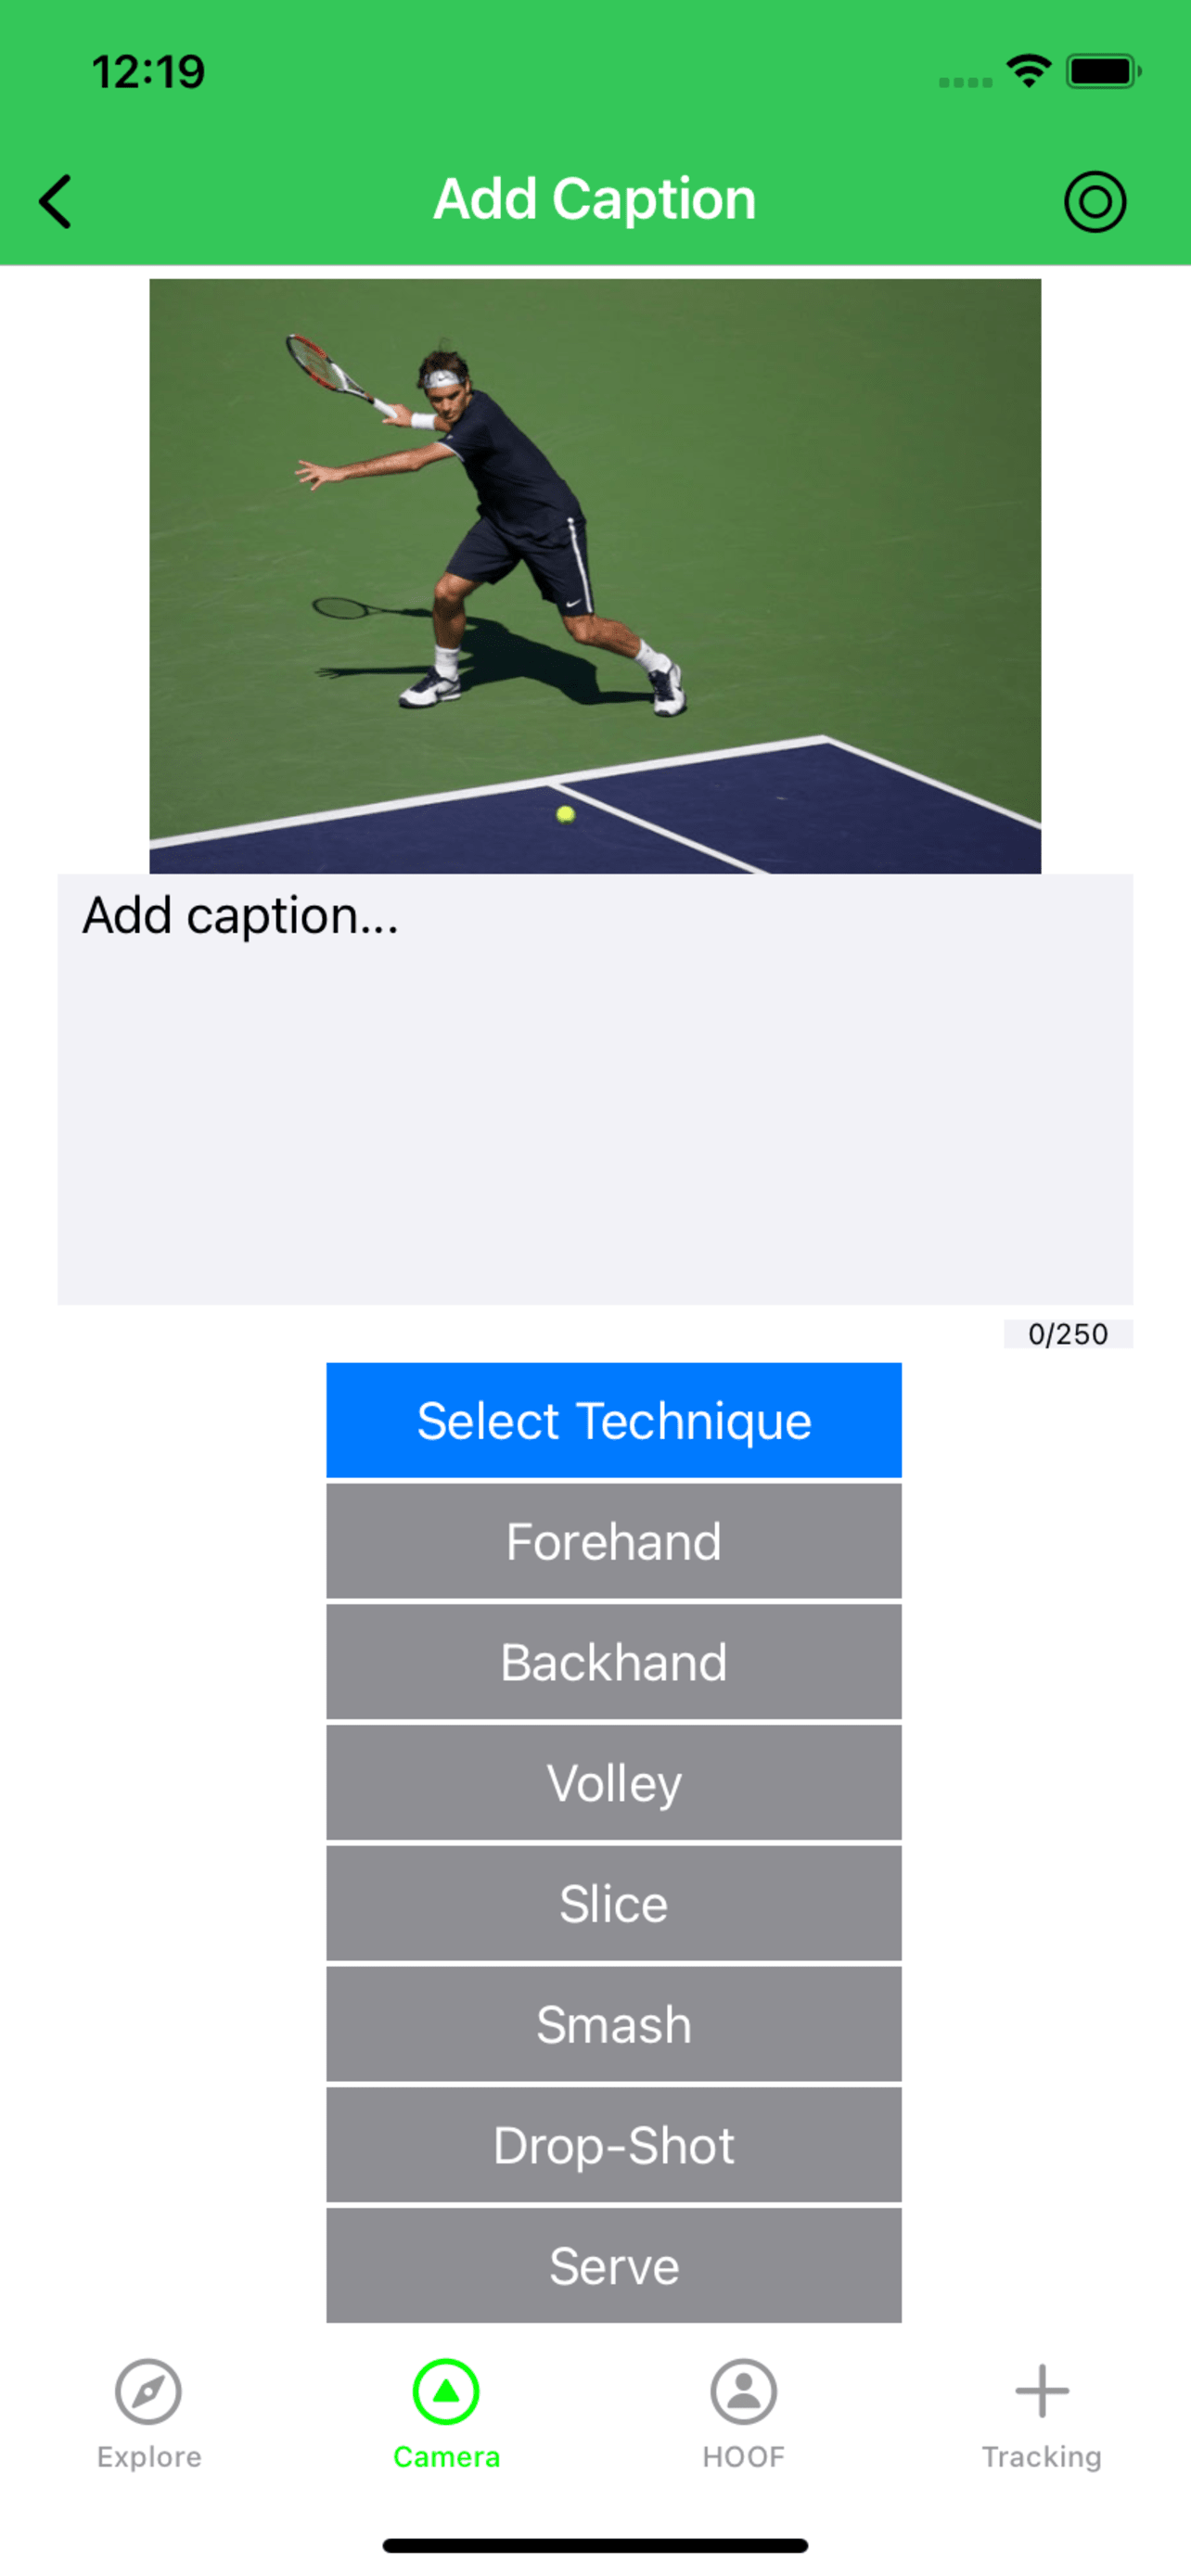 12:19
Add Caption
Add caption...
0/250
Select Technique
Forehand
Backhand
Volley
Slice
Smash
Drop-Shot
Serve
Explore
Camera
HOOF
Tracking